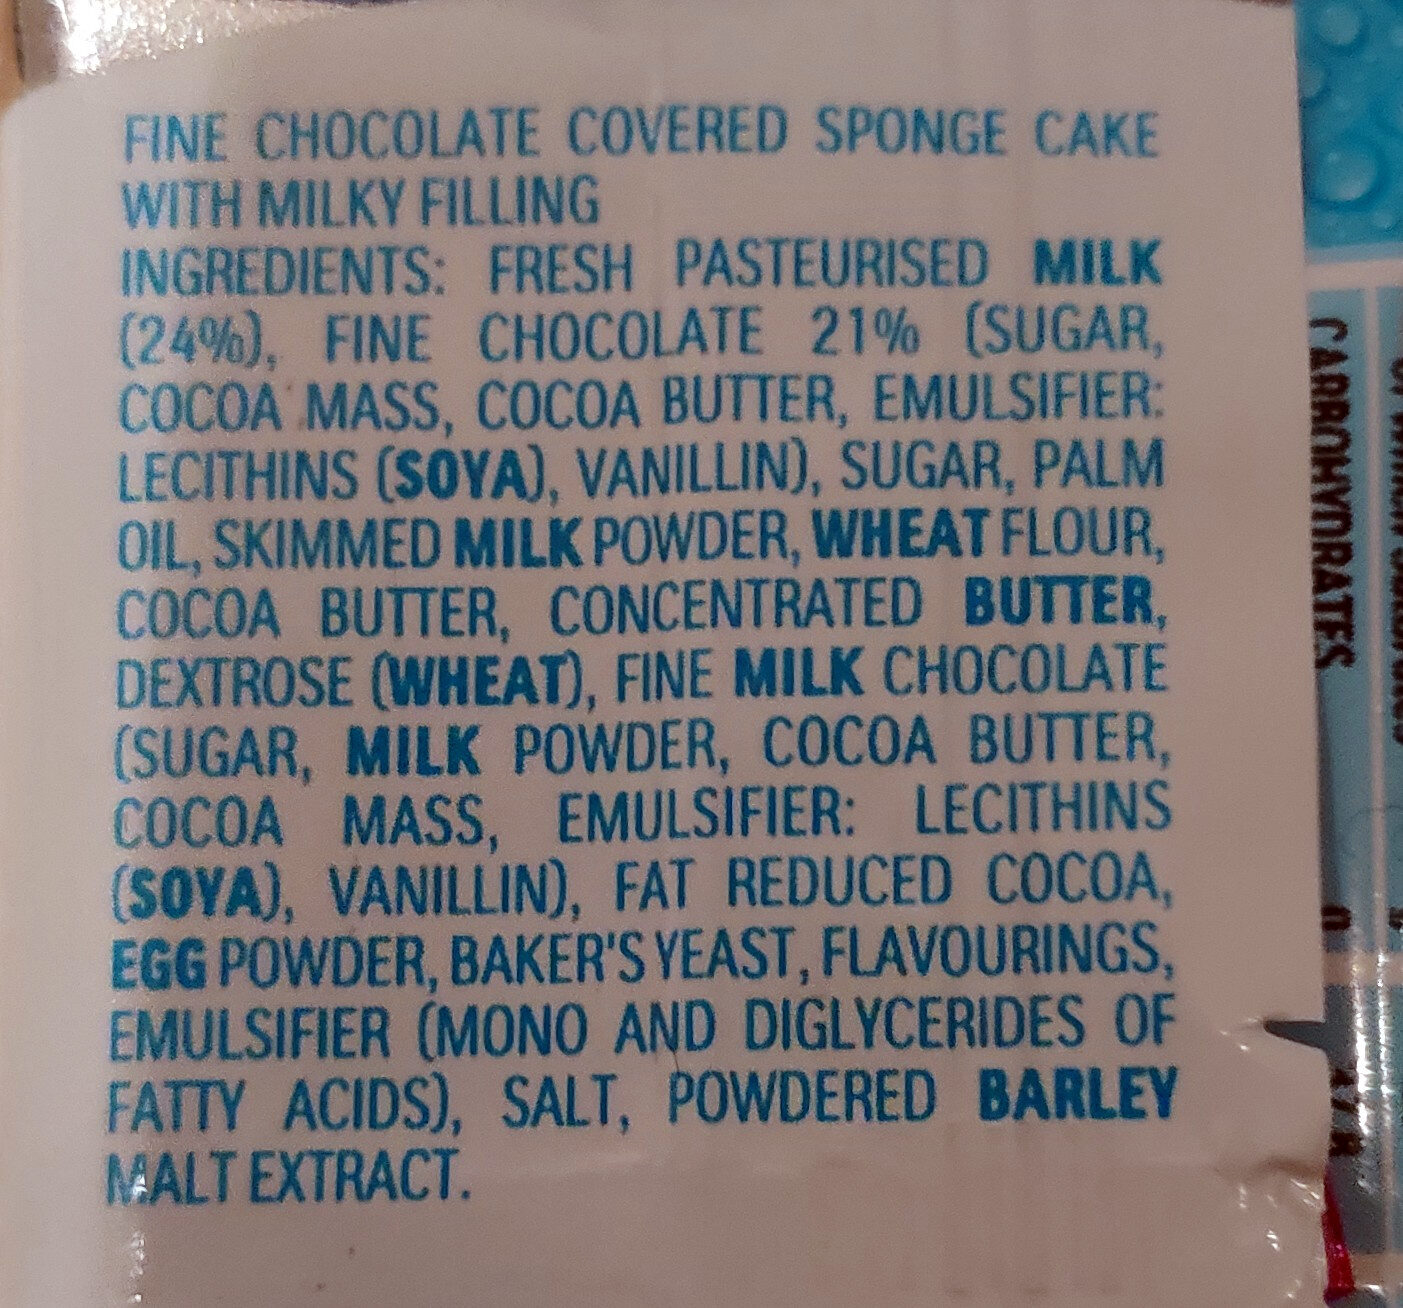 FINE CHOCOLATE COVERED SPONGE CAKE
WITH MILKY FILLING
INGREDIENTS: FRESH PASTEURISED MILK
(24%), FINE CHOCOLATE 21% (SUGAR,
COCOA MASS, COCOA BUTTER, EMULSIFIER:
LECITHINS (SOYA), VANILLIN), SUGAR, PALM
OIL, SKIMMED MILK POWDER, WHEAT FLOUR,
COCOA BUTTER, CONCENTRATED BUTTER,
DEXTROSE (WHEAT), FINE MILK CHOCOLATE
(SUGAR, MILK POWDER, COCOA BUTTER,
COCOA MASS, EMULSIFIER: LECITHINS
(SOYA), VANILLIN), FAT REDUCED COCOA,
EGG POWDER, BAKER'S YEAST, FLAVOURINGS,
EMULSIFIER (MONO AND DIGLYCERIDES OF
FATTY ACIDS), SALT, POWDERED BARLEY
MALT EXTRACT.
CARBOHYDRATES